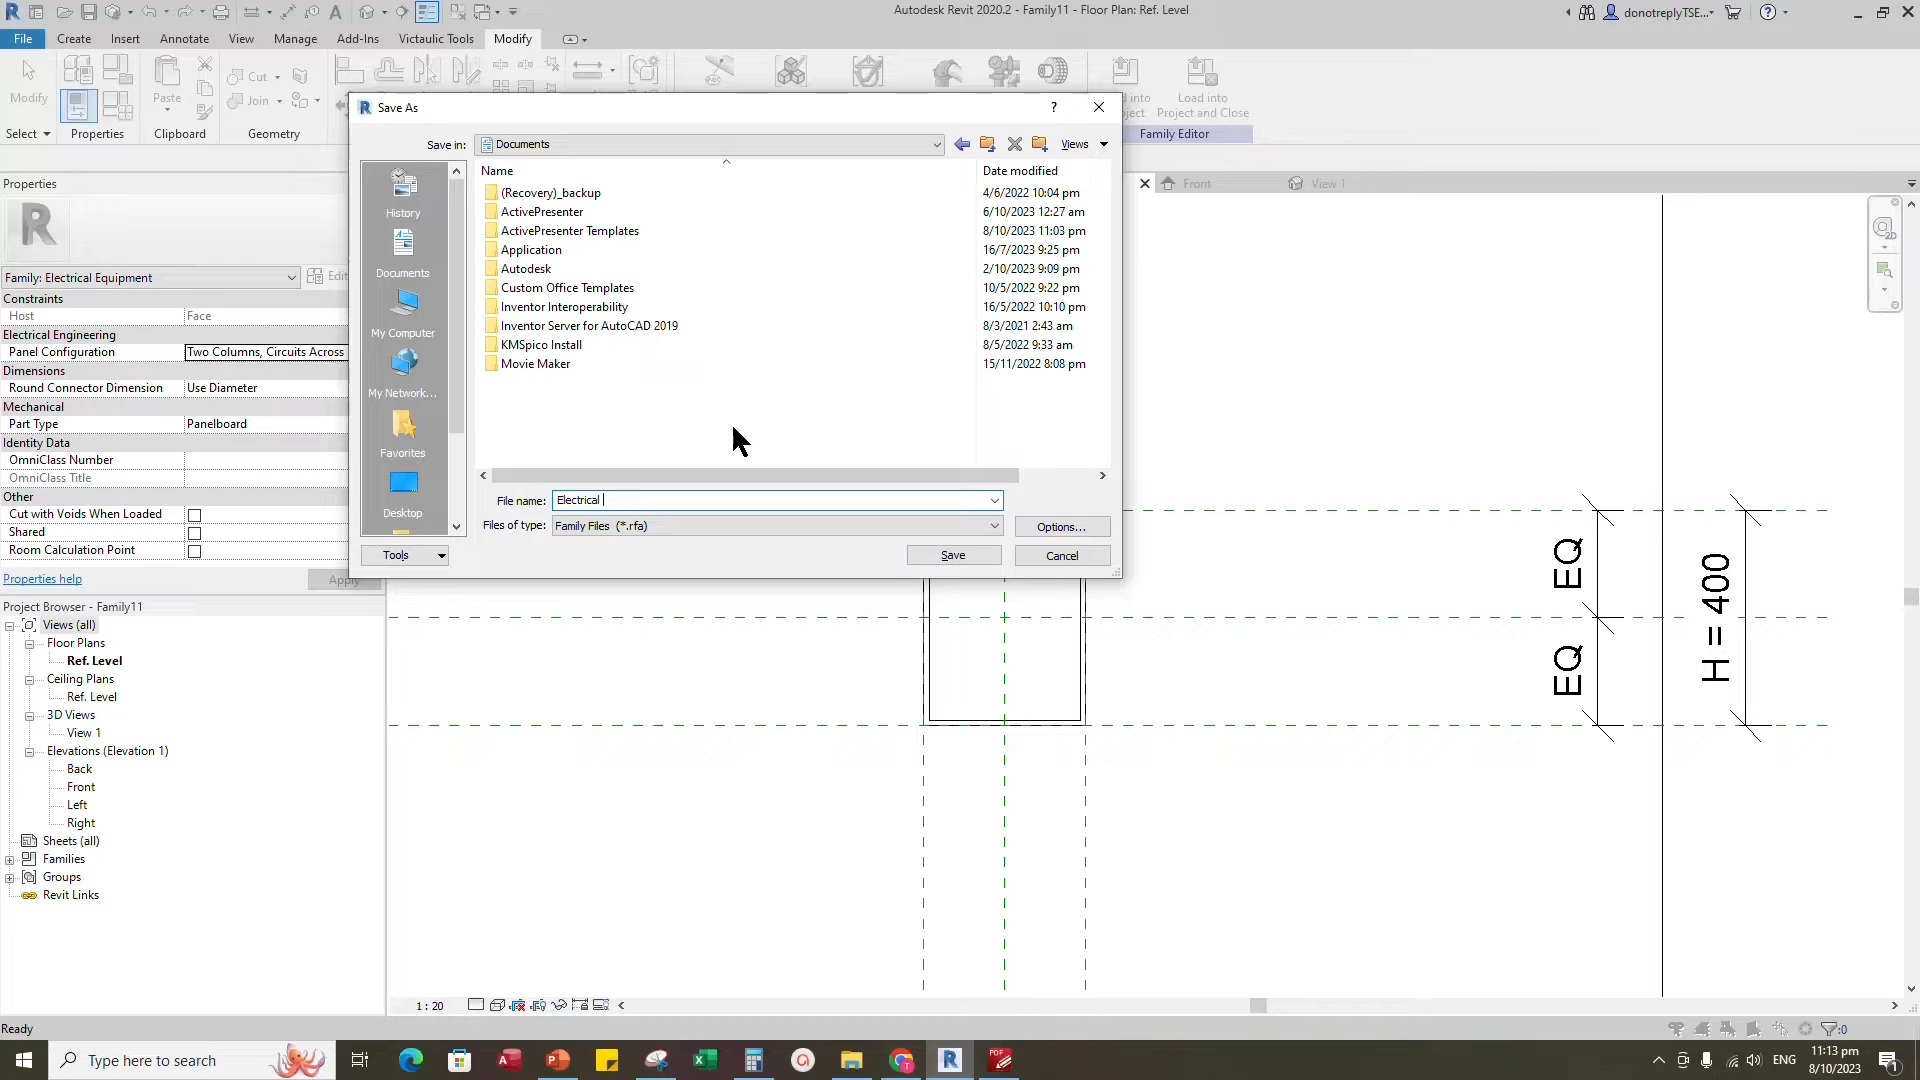 Autodesk Revit 2020.2 - Family11 - Floor Plan: Ref. Level
donotreplyTSE...
File Create Insert Annotate View Manage Add-Ins Victaulic Tools Modify
Modify
Paste
Cut
Join
Load into
Project and Close
Select
Properties
Clipboard
Geometry
Family Editor
Save As
Save in: Documents
Views
Name
Date modified
(Recovery)_backup 4/6/2022 10:04 pm
ActivePresenter 6/10/2023 12:27 am
ActivePresenter Templates 8/10/2023 11:03 pm
Application 16/7/2023 9:25 pm
Autodesk 2/10/2023 9:09 pm
Custom Office Templates 10/5/2022 9:22 pm
Inventor Interoperability 16/5/2022 10:10 pm
Inventor Server for AutoCAD 2019 8/3/2021 2:43 am
KMSpico Install 8/5/2022 9:33 am
Movie Maker 15/11/2022 8:08 pm
History
Documents
My Computer
My Network...
Favorites
Desktop
File name: Electrical
Files of type: Family Files (*.rfa)
Options...
Tools
Save
Cancel
Front
View 1
Properties
Family: Electrical Equipment
Edit
Constraints
Host Face
Electrical Engineering
Panel Configuration Two Columns, Circuits Across
Dimensions
Round Connector Dimension Use Diameter
Mechanical
Part Type Panelboard
Identity Data
OmniClass Number
OmniClass Title
Other
Cut with Voids When Loaded
Shared
Room Calculation Point
Properties help
Apply
Project Browser - Family11
Views (all)
Floor Plans
Ref. Level
Ceiling Plans
Ref. Level
3D Views
View 1
Elevations (Elevation 1)
Back
Front
Left
Right
Sheets (all)
Families
Groups
Revit Links
EQ
EQ
H = 400
2D
1 : 20
Ready
:0
Type here to search
PDF
ENG
11:13 pm
8/10/2023
1